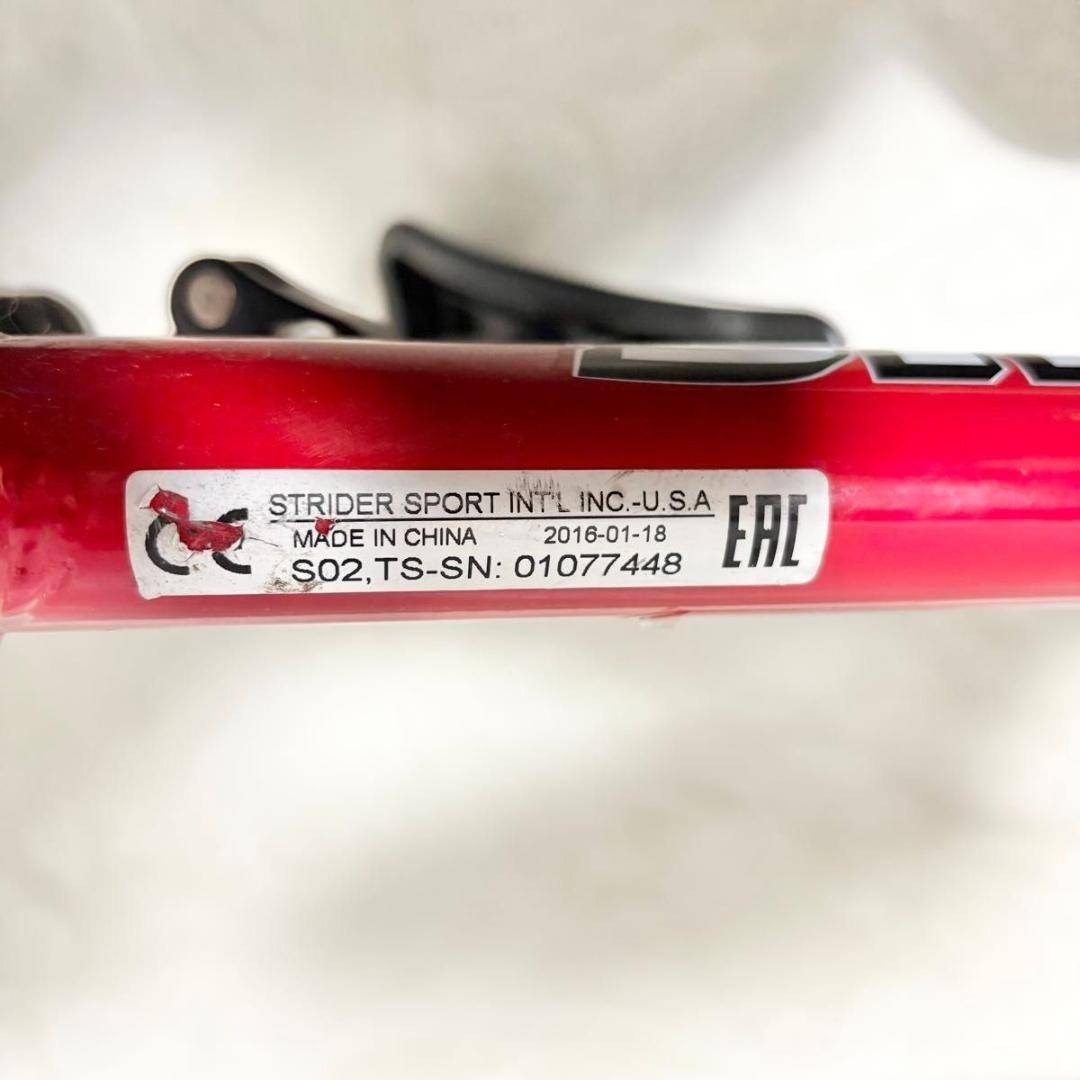 CE
STRIDER SPORT INT'L INC.-U.S.A
MADE IN CHINA 2016-01-18
S02,TS-SN: 01077448
EAC